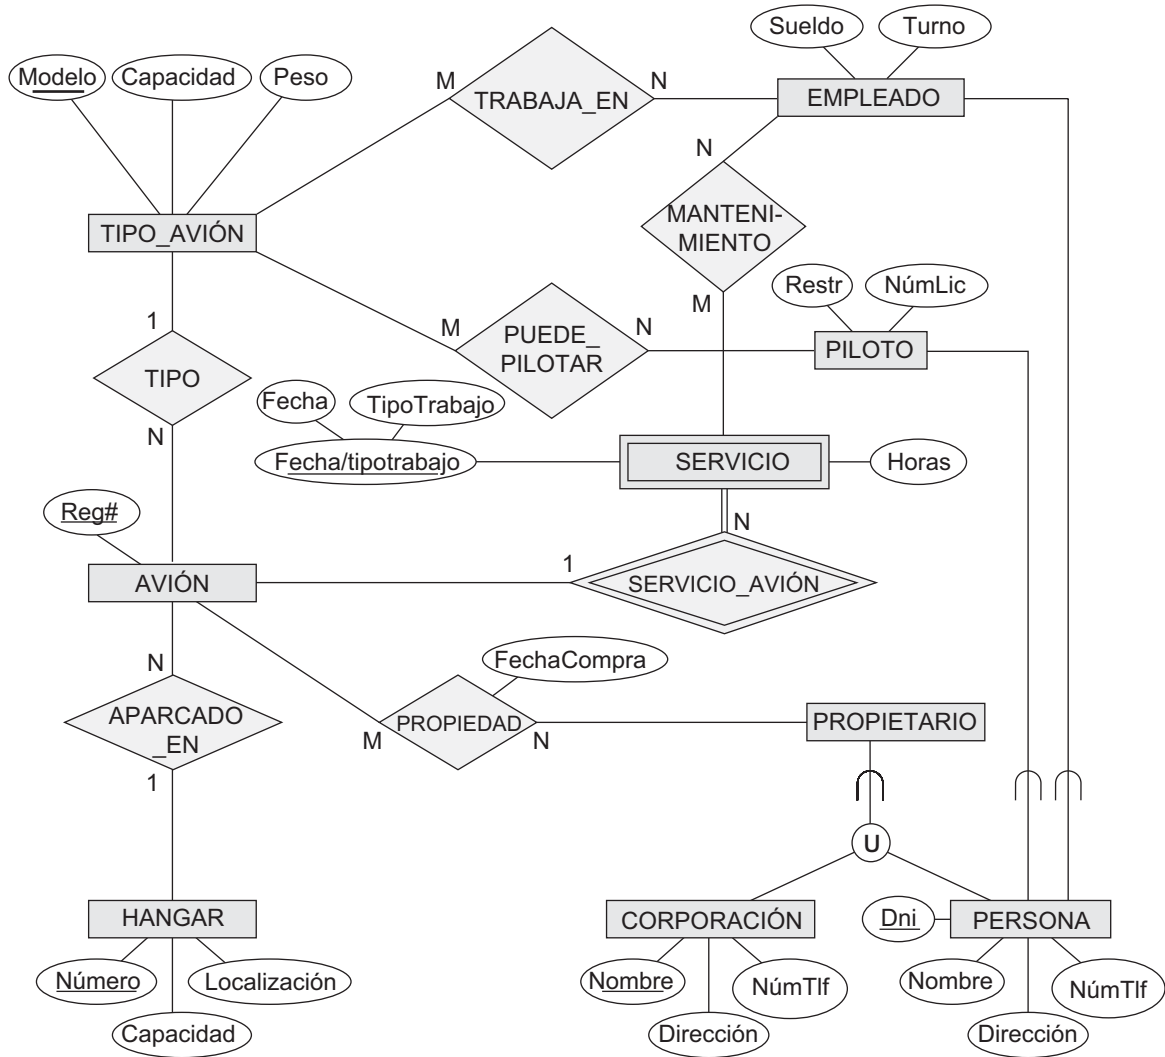 Sueldo
Turno
Modelo
Capacidad
Peso
M
TRABAJA_EN
N
EMPLEADO
N
MANTENI-
MIENTO
M
TIPO_AVIÓN
Restr
NúmLic
1
M
PUEDE_
PILOTAR
N
PILOTO
TIPO
N
Fecha
TipoTrabajo
Fecha/tipotrabajo
SERVICIO
Horas
Reg#
N
AVIÓN
1
SERVICIO_AVIÓN
N
FechaCompra
APARCADO
_EN
1
M
PROPIEDAD
N
PROPIETARIO
U
HANGAR
CORPORACIÓN
Dni
PERSONA
Número
Localización
Capacidad
Nombre
NúmTlf
Dirección
Nombre
NúmTlf
Dirección